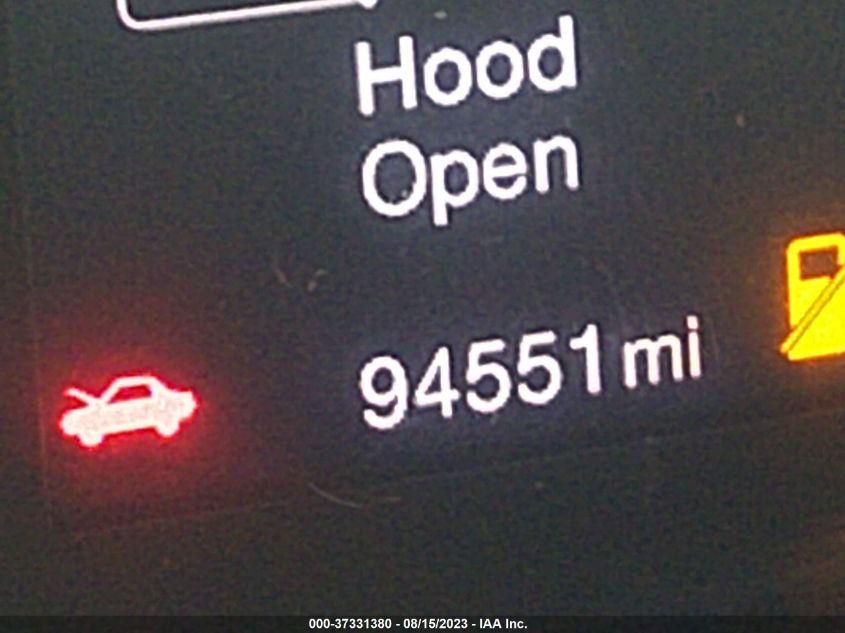 Hood
Open
94551 mi
000-37331380 - 08/15/2023 - IAA Inc.